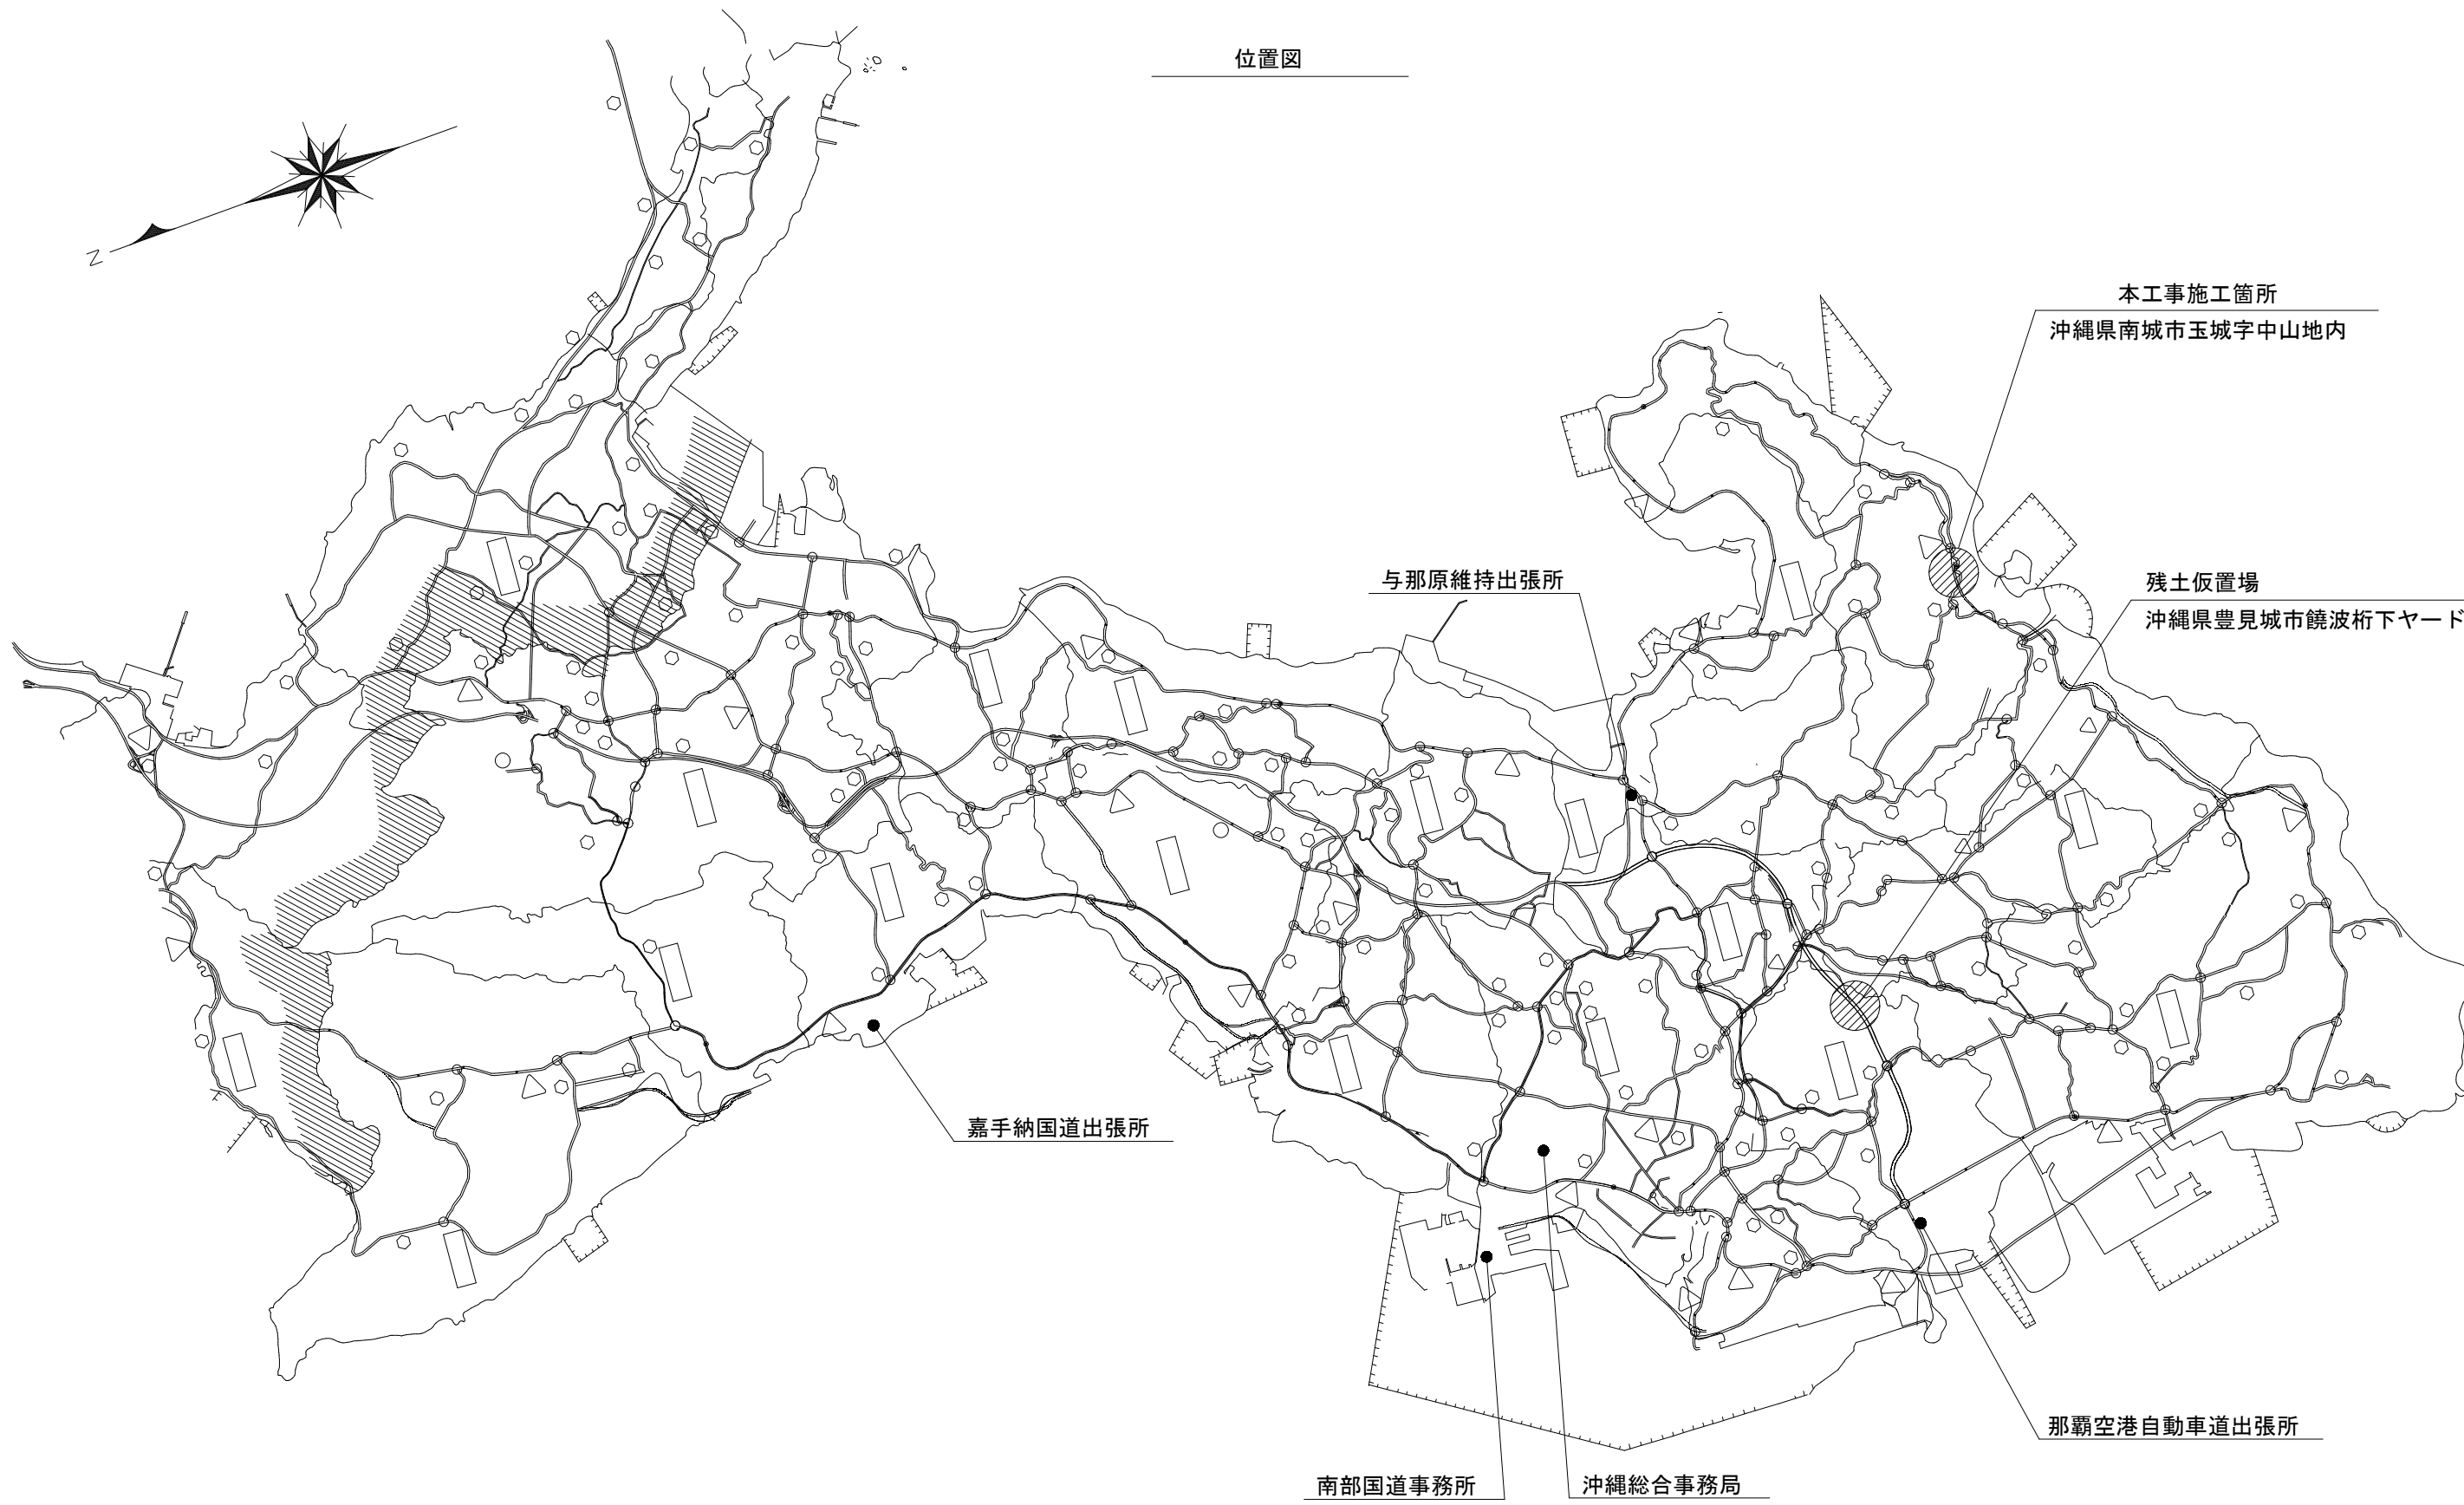 位置図
N
本工事施工箇所
沖縄県南城市玉城字中山地内
与那原維持出張所
残土仮置場
沖縄県豊見城市饒波桁下ヤード
嘉手納国道出張所
那覇空港自動車道出張所
南部国道事務所
沖縄総合事務局